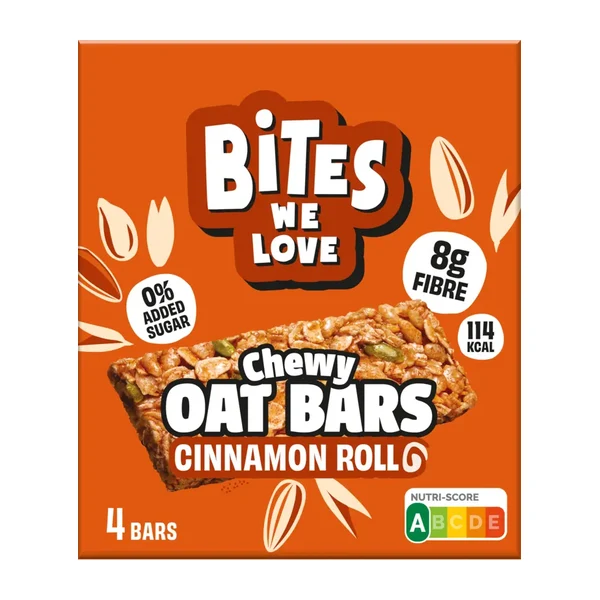 BiTES
WE
LOVE
0%
ADDED
SUGAR
8g
FIBRE
114
KCAL
Chewy
OAT BARS
CINNAMON ROLL
4 BARS
NUTRI-SCORE
A B C D E